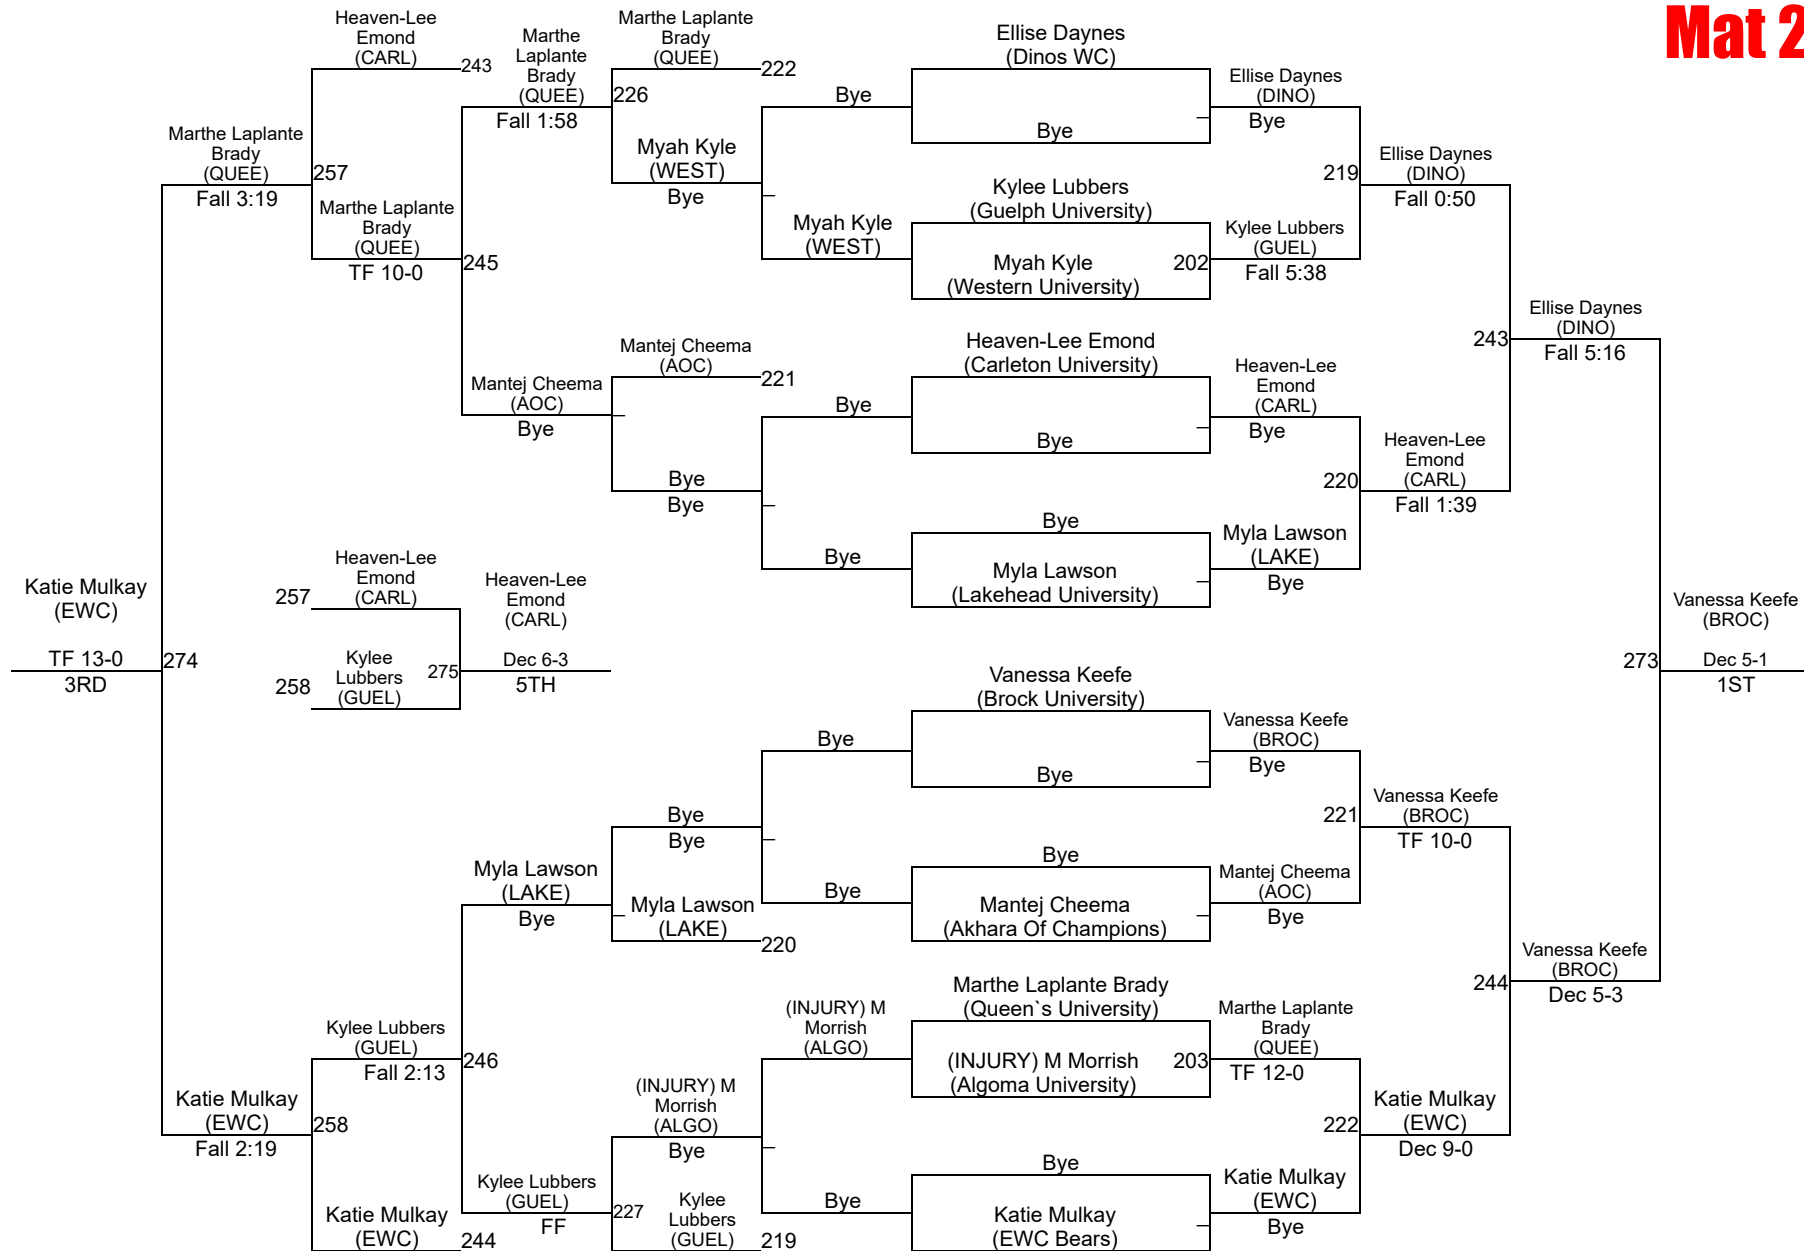 Mat 2
Heaven-Lee
Emond
(CARL)
243
Marthe
Laplante
Brady
(QUEE)
Fall 1:58
Marthe Laplante
Brady
(QUEE)
222
226
Myah Kyle
(WEST)
Bye
Bye
Myah Kyle
(WEST)
Ellise Daynes
(Dinos WC)
Bye
Kylee Lubbers
(Guelph University)
Myah Kyle
(Western University)
202
Ellise Daynes
(DINO)
Bye
Kylee Lubbers
(GUEL)
Fall 5:38
219
Ellise Daynes
(DINO)
Fall 0:50
Marthe Laplante
Brady
(QUEE)
Fall 3:19
257
Marthe Laplante
Brady
(QUEE)
TF 10-0
245
Mantej Cheema
(AOC)
221
Mantej Cheema
(AOC)
Bye
Bye
Bye
Bye
Bye
Heaven-Lee Emond
(Carleton University)
Bye
Bye
Myla Lawson
(Lakehead University)
Heaven-Lee
Emond
(CARL)
Bye
Myla Lawson
(LAKE)
Bye
220
Heaven-Lee
Emond
(CARL)
Fall 1:39
243
Ellise Daynes
(DINO)
Fall 5:16
Katie Mulkay
(EWC)
TF 13-0
3RD
274
257
Heaven-Lee
Emond
(CARL)
258
Kylee
Lubbers
(GUEL)
275
Heaven-Lee
Emond
(CARL)
Dec 6-3
5TH
273
Vanessa Keefe
(BROC)
Dec 5-1
1ST
Vanessa Keefe
(Brock University)
Bye
Bye
Mantej Cheema
(Akhara Of Champions)
Vanessa Keefe
(BROC)
Bye
Mantej Cheema
(AOC)
Bye
221
Vanessa Keefe
(BROC)
TF 10-0
Bye
Bye
Bye
Bye
Myla Lawson
(LAKE)
Bye
Myla Lawson
(LAKE)
220
244
Vanessa Keefe
(BROC)
Dec 5-3
Marthe Laplante Brady
(Queen`s University)
(INJURY) M Morrish
(Algoma University)
203
Marthe Laplante
Brady
(QUEE)
TF 12-0
(INJURY) M
Morrish
(ALGO)
Kylee Lubbers
(GUEL)
Fall 2:13
246
(INJURY) M
Morrish
(ALGO)
Bye
Katie Mulkay
(EWC)
Fall 2:19
258
222
Katie Mulkay
(EWC)
Dec 9-0
Bye
Katie Mulkay
(EWC Bears)
Katie Mulkay
(EWC)
Bye
Bye
Kylee Lubbers
(GUEL)
FF
227
Kylee
Lubbers
(GUEL)
219
Katie Mulkay
(EWC)
244